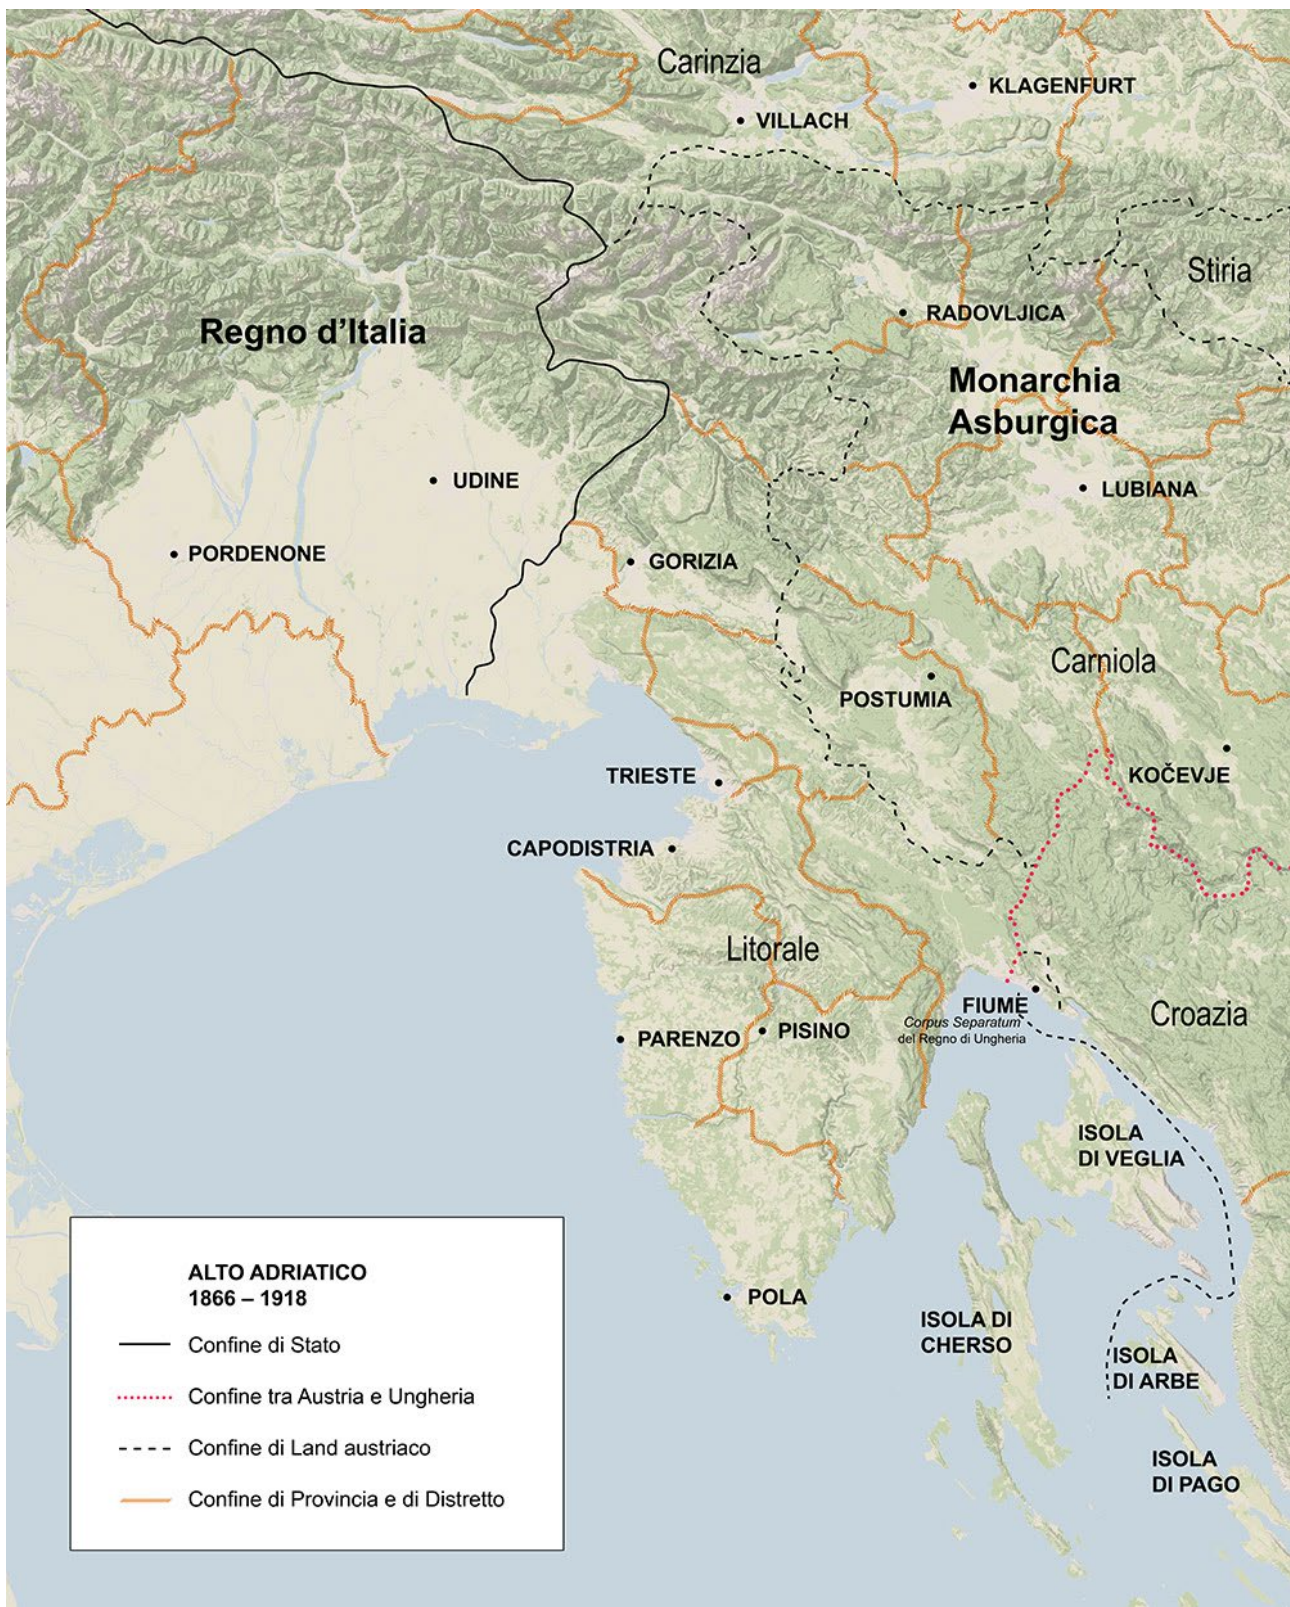 Carinzia
KLAGENFURT
VILLACH
Stiria
Regno d’Italia
RADOVLJICA
Monarchia
Asburgica
UDINE
LUBIANA
PORDENONE
GORIZIA
Carniola
POSTUMIA
TRIESTE
KOČEVJE
CAPODISTRIA
Litorale
FIUME
Corpus Separatum
del Regno di Ungheria
Croazia
PARENZO
PISINO
ISOLA
DI VEGLIA
POLA
ISOLA DI
CHERSO
ISOLA
DI ARBE
ISOLA
DI PAGO
ALTO ADRIATICO
1866 – 1918
Confine di Stato
Confine tra Austria e Ungheria
Confine di Land austriaco
Confine di Provincia e di Distretto